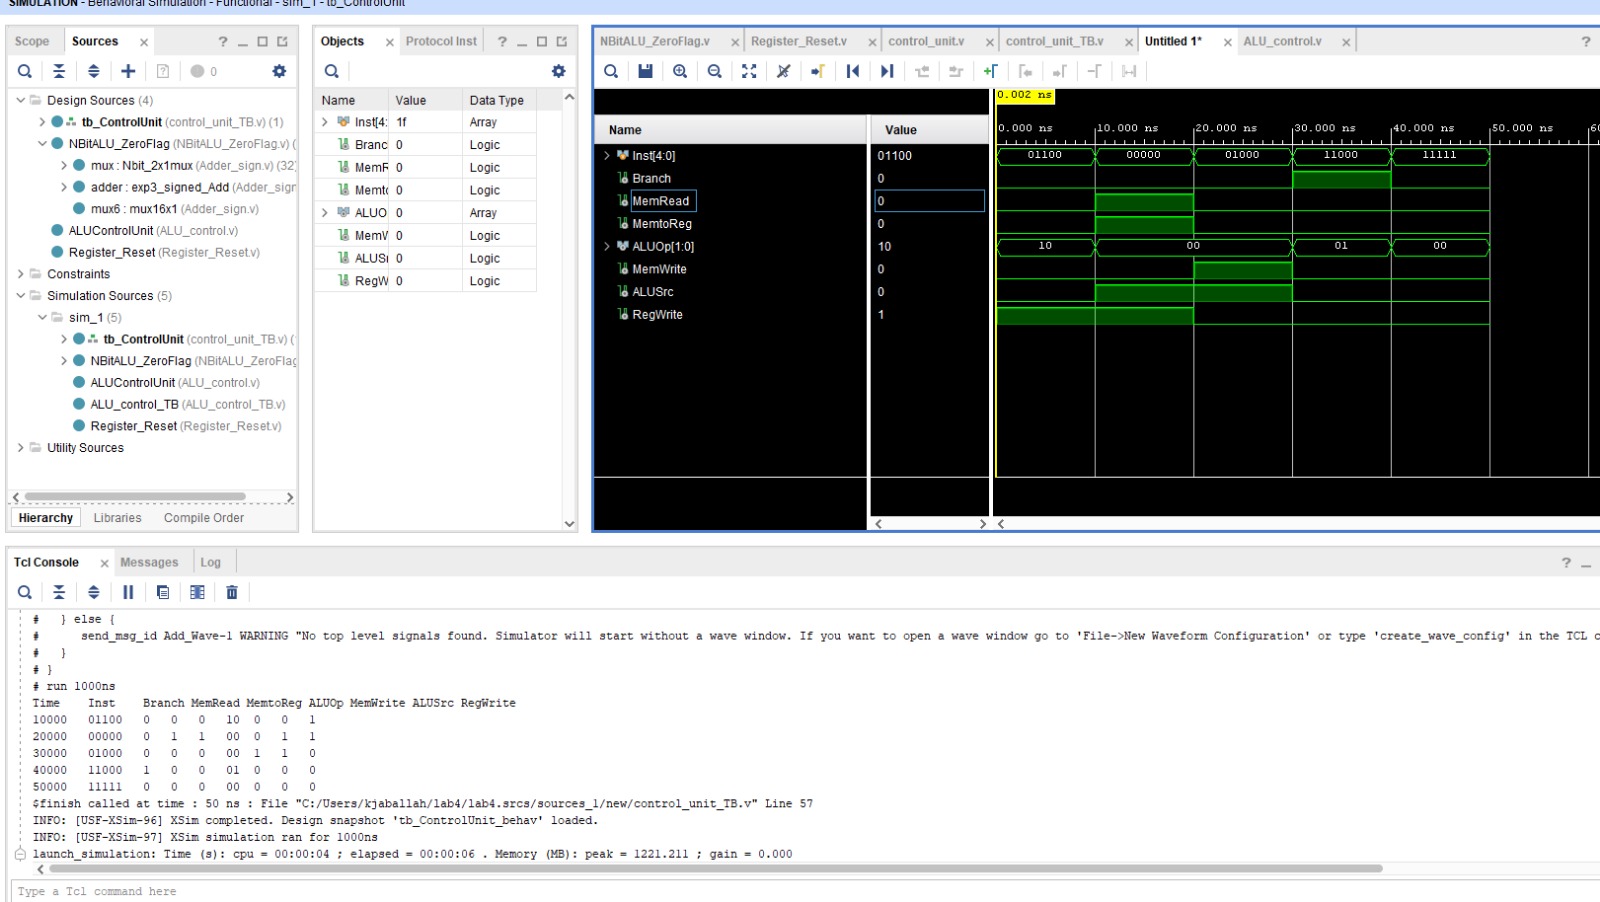 SIMULATION - Behavioral Simulation - Functional - sim_1 - tb_ControlUnit
Scope Sources
0
Design Sources (4)
tb_ControlUnit (control_unit_TB.v) (1)
NBitALU_ZeroFlag (NBitALU_ZeroFlag.v) (
mux : Nbit_2x1mux (Adder_sign.v) (32)
adder : exp3_signed_Add (Adder_sign
mux6 : mux16x1 (Adder_sign.v)
ALUControlUnit (ALU_control.v)
Register_Reset (Register_Reset.v)
Constraints
Simulation Sources (5)
sim_1 (5)
tb_ControlUnit (control_unit_TB.v) (
NBitALU_ZeroFlag (NBitALU_ZeroFlag
ALUControlUnit (ALU_control.v)
ALU_control_TB (ALU_control_TB.v)
Register_Reset (Register_Reset.v)
Utility Sources
Hierarchy Libraries Compile Order
Objects Protocol Inst
Name Value Data Type
Inst[4: 1f Array
Branc 0 Logic
MemR 0 Logic
Memto 0 Logic
ALUO 0 Array
MemW 0 Logic
ALUSr 0 Logic
RegW 0 Logic
NBitALU_ZeroFlag.v Register_Reset.v control_unit.v control_unit_TB.v Untitled 1* ALU_control.v
0.002 ns
Name Value 0.000 ns 10.000 ns 20.000 ns 30.000 ns 40.000 ns 50.000 ns
Inst[4:0] 01100 01100 00000 01000 11000 11111
Branch 0
MemRead 0
MemtoReg 0
ALUOp[1:0] 10 10 00 01 00
MemWrite 0
ALUSrc 0
RegWrite 1
Tcl Console Messages Log
# } else {
# send_msg_id Add_Wave-1 WARNING "No top level signals found. Simulator will start without a wave window. If you want to open a wave window go to 'File->New Waveform Configuration' or type 'create_wave_config' in the TCL c
# }
# }
# run 1000ns
Time Inst Branch MemRead MemtoReg ALUOp MemWrite ALUSrc RegWrite
10000 01100 0 0 0 10 0 0 1
20000 00000 0 1 1 00 0 1 1
30000 01000 0 0 0 00 1 1 0
40000 11000 1 0 0 01 0 0 0
50000 11111 0 0 0 00 0 0 0
$finish called at time : 50 ns : File "C:/Users/kjaballah/lab4/lab4.srcs/sources_1/new/control_unit_TB.v" Line 57
INFO: [USF-XSim-96] XSim completed. Design snapshot 'tb_ControlUnit_behav' loaded.
INFO: [USF-XSim-97] XSim simulation ran for 1000ns
launch_simulation: Time (s): cpu = 00:00:04 ; elapsed = 00:00:06 . Memory (MB): peak = 1221.211 ; gain = 0.000
Type a Tcl command here